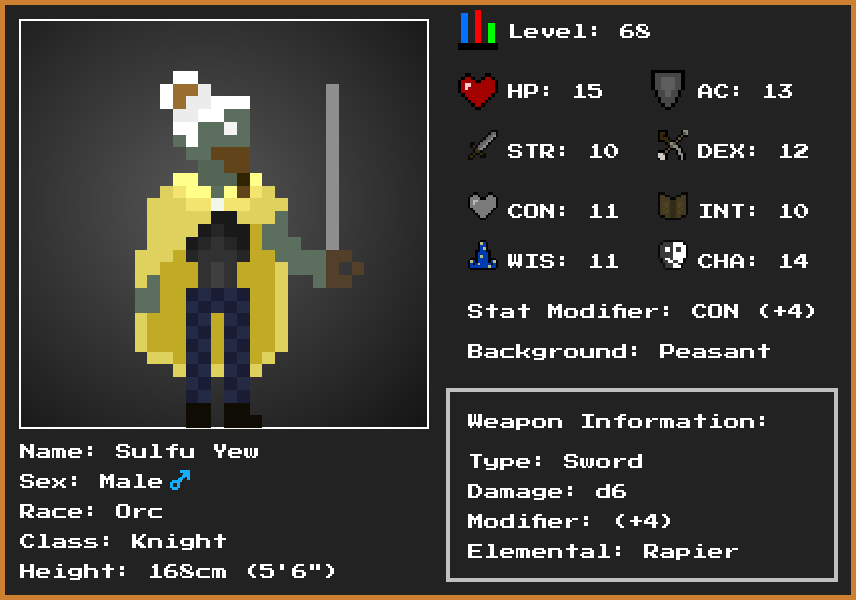 Level: 68
HP: 15
AC: 13
STR: 10
DEX: 12
CON: 11
INT: 10
WIS: 11
CHA: 14
Stat Modifier: CON (+4)
Background: Peasant
Weapon Information:
Type: Sword
Damage: d6
Modifier: (+4)
Elemental: Rapier
Name: Sulfu Yew
Sex: Male♂
Race: Orc
Class: Knight
Height: 168cm (5'6")